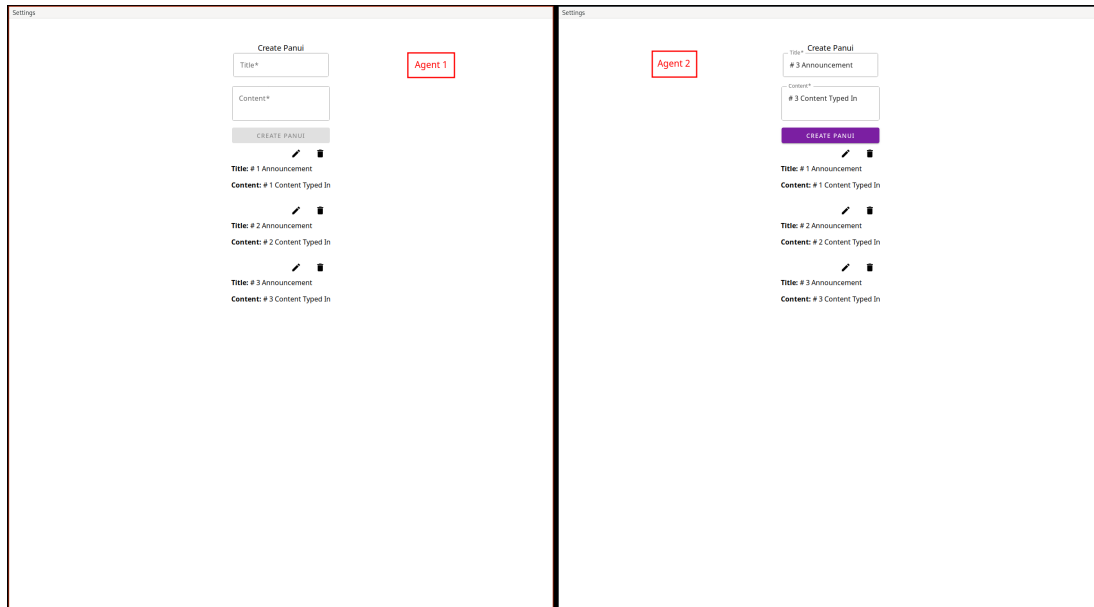 Settings
Create Panui
Title*
Agent 1
Content*
CREATE PANUI
Title: # 1 Announcement
Content: # 1 Content Typed In
Title: # 2 Announcement
Content: # 2 Content Typed In
Title: # 3 Announcement
Content: # 3 Content Typed In
Settings
Create Panui
Title*
# 3 Announcement
Agent 2
Content*
# 3 Content Typed In
CREATE PANUI
Title: # 1 Announcement
Content: # 1 Content Typed In
Title: # 2 Announcement
Content: # 2 Content Typed In
Title: # 3 Announcement
Content: # 3 Content Typed In